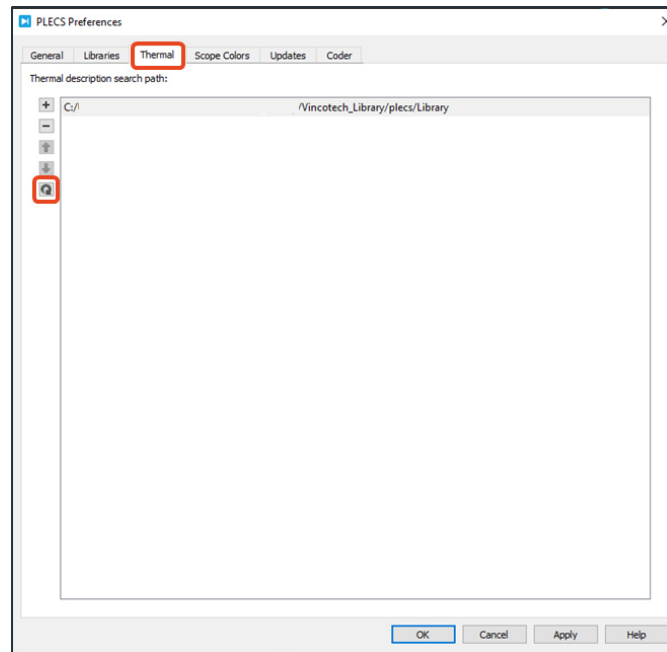 PLECS Preferences
General Libraries Thermal Scope Colors Updates Coder
Thermal description search path:
C:/ /Vincotech_Library/plecs/Library
OK Cancel Apply Help